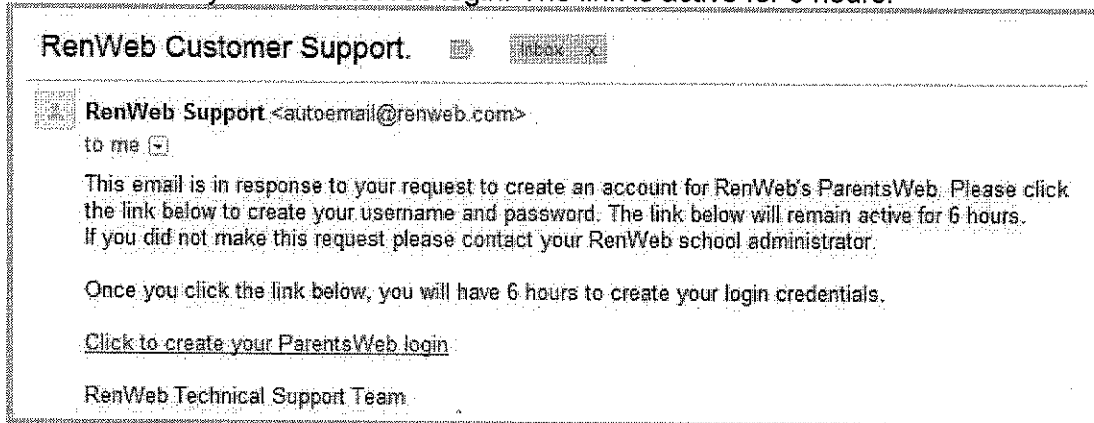 RenWeb Customer Support. Inbox x
RenWeb Support <autoemail@renweb.com>
to me
This email is in response to your request to create an account for RenWeb's ParentsWeb. Please click
the link below to create your username and password. The link below will remain active for 6 hours.
If you did not make this request please contact your RenWeb school administrator.
Once you click the link below, you will have 6 hours to create your login credentials.
Click to create your ParentsWeb login
RenWeb Technical Support Team